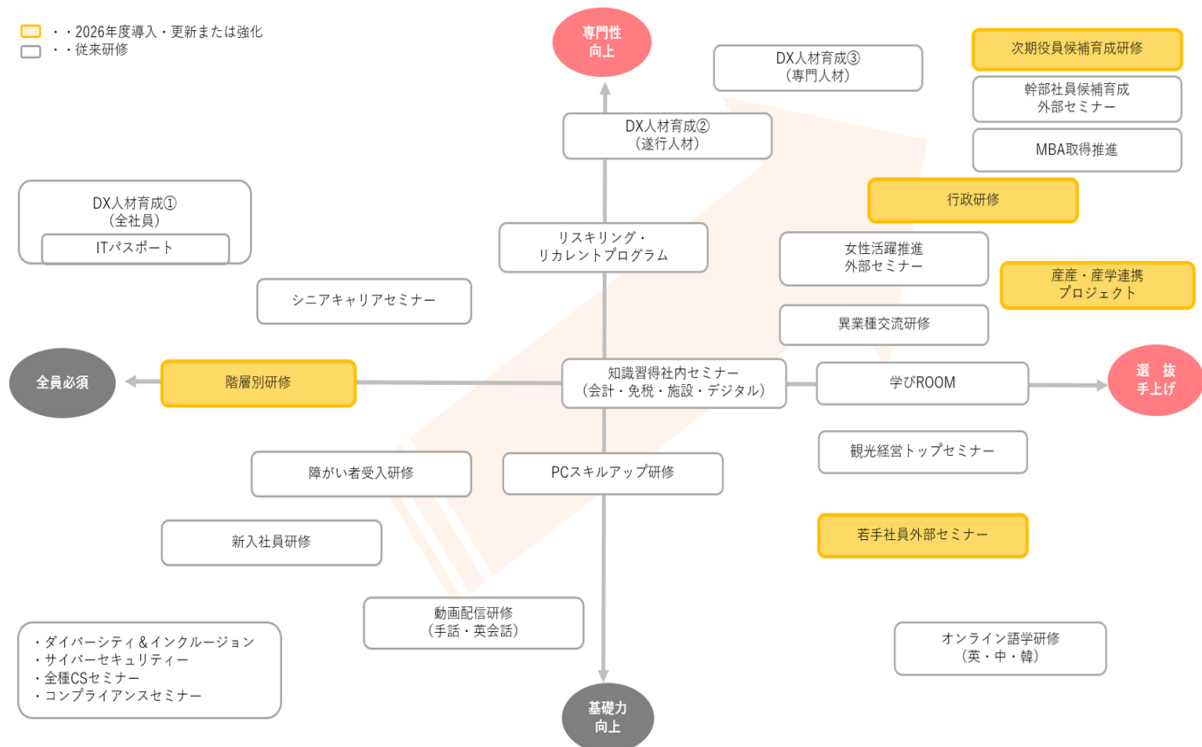 ・・2026年度導入・更新または強化
・・従来研修
専門性
向上
次期役員候補育成研修
DX人材育成③
(専門人材)
幹部社員候補育成
外部セミナー
DX人材育成②
(遂行人材)
MBA取得推進
DX人材育成①
(全社員)
ITパスポート
行政研修
リスキリング・
リカレントプログラム
女性活躍推進
外部セミナー
産産・産学連携
プロジェクト
シニアキャリアセミナー
異業種交流研修
全員必須
階層別研修
知識習得社内セミナー
(会計・免税・施設・デジタル)
学びROOM
選 抜
手上げ
観光経営トップセミナー
障がい者受入研修
PCスキルアップ研修
新入社員研修
若手社員外部セミナー
動画配信研修
(手話・英会話)
・ダイバーシティ＆インクルージョン
・サイバーセキュリティー
・全種CSセミナー
・コンプライアンスセミナー
オンライン語学研修
(英・中・韓)
基礎力
向上